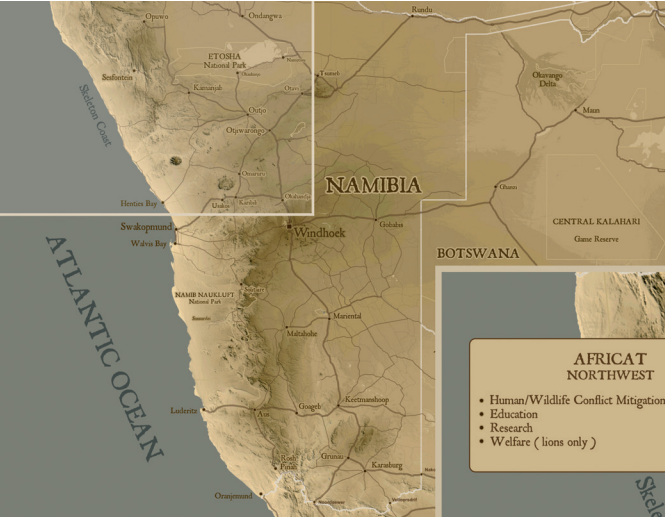 Opuwo
Ondangwa
Rundu
ETOSHA
National Park
Sesfontein
Kamanjab
Tsumeb
Otavi
Okavango
Delta
Maun
Skeleton Coast
Outjo
Otjiwarongo
Omaruru
Ghanzi
NAMIBIA
Henties Bay
Usakos
Karibib
Okahandja
Swakopmund
Walvis Bay
Windhoek
Gobabis
CENTRAL KALAHARI
Game Reserve
BOTSWANA
ATLANTIC OCEAN
NAMIB NAUKLUFT
National Park
Mariental
Maltahohe
AFRICAT
NORTHWEST
• Human/Wildlife Conflict Mitigation
• Education
• Research
• Welfare ( lions only )
Luderitz
Aus
Goageb
Keetmanshoop
Rosh
Pinah
Grunau
Karasburg
Oranjemund
Skele